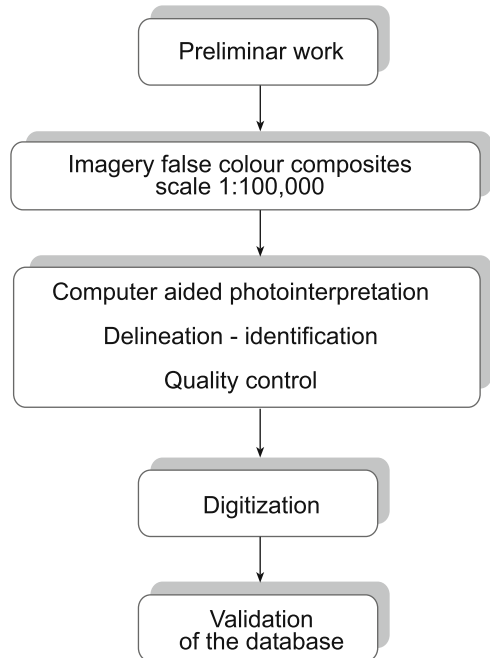 Preliminar work
Imagery false colour composites
scale 1:100,000
Computer aided photointerpretation
Delineation - identification
Quality control
Digitization
Validation
of the database